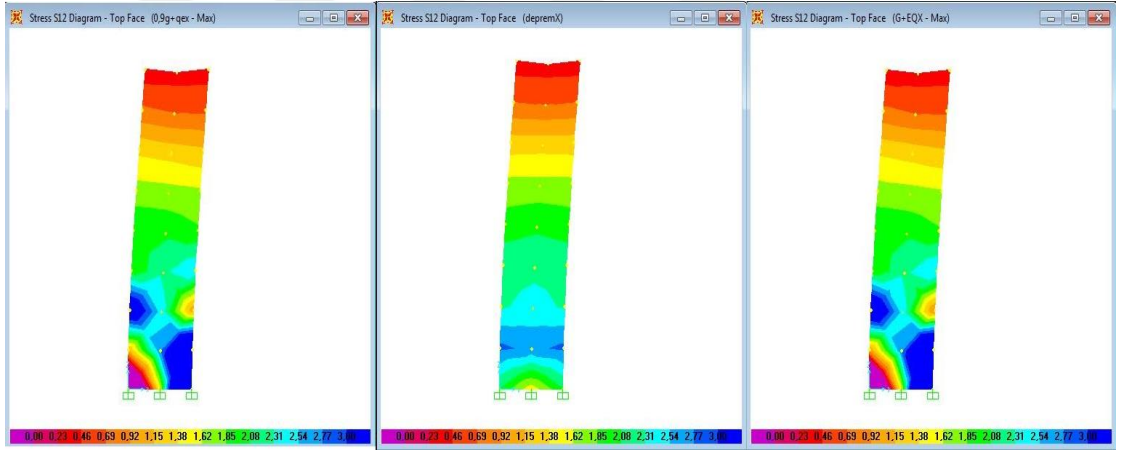 Stress S12 Diagram - Top Face (0,9g+qex - Max)
Stress S12 Diagram - Top Face (depremX)
Stress S12 Diagram - Top Face (G+EQX - Max)
0,00 0,23 0,46 0,69 0,92 1,15 1,38 1,62 1,85 2,08 2,31 2,54 2,77 3,00
0,00 0,23 0,46 0,69 0,92 1,15 1,38 1,62 1,85 2,08 2,31 2,54 2,77 3,00
0,00 0,23 0,46 0,69 0,92 1,15 1,38 1,62 1,85 2,08 2,31 2,54 2,77 3,00